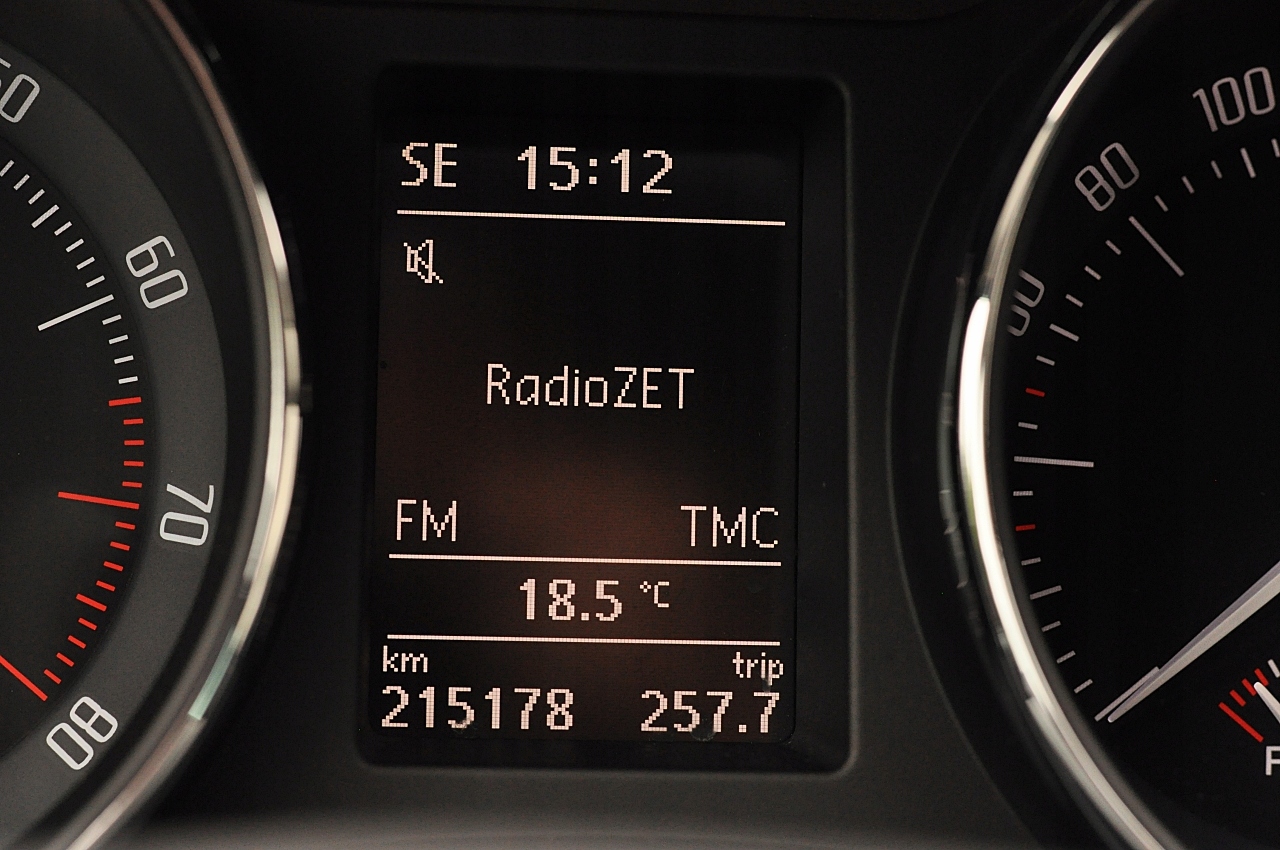 SE 15:12
RadioZET
FM TMC
18.5 °C
km trip
215178 257.7
60
70
80
100
80